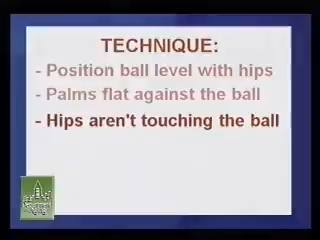 TECHNIQUE:
- Position ball level with hips
- Palms flat against the ball
- Hips aren't touching the ball